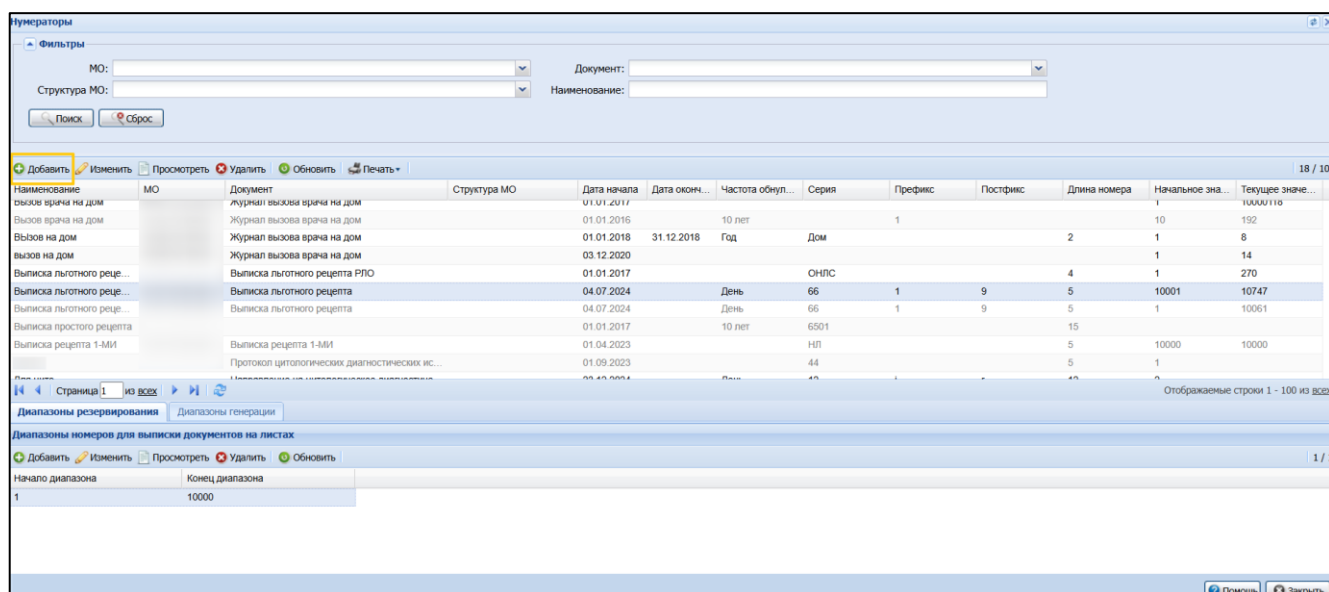 Нумераторы
Фильтры
МО: Документ:
Структура МО: Наименование:
Поиск Сброс
Добавить Изменить Просмотреть Удалить Обновить Печать 18 / 10
Наименование МО Документ Структура МО Дата начала Дата оконч... Частота обнул... Серия Префикс Постфикс Длина номера Начальное зна... Текущее значе...
Вызов врача на дом Журнал вызова врача на дом 01.01.2017 1 10000118
Вызов врача на дом Журнал вызова врача на дом 01.01.2016 10 лет 1 10 192
ВЫзов на дом Журнал вызова врача на дом 01.01.2018 31.12.2018 Год Дом 2 1 8
вызов на дом Журнал вызова врача на дом 03.12.2020 1 14
Выписка льготного реце... Выписка льготного рецепта РЛО 01.01.2017 ОНЛС 4 1 270
Выписка льготного реце... Выписка льготного рецепта 04.07.2024 День 66 1 9 5 10001 10747
Выписка льготного реце... Выписка льготного рецепта 04.07.2024 День 66 1 9 5 1 10061
Выписка простого рецепта 01.01.2017 10 лет 6501 15
Выписка рецепта 1-МИ Выписка рецепта 1-МИ 01.04.2023 НЛ 5 10000 10000
Протокол цитологических диагностических ис... 01.09.2023 44 5 1
Страница 1 из всех Отображаемые строки 1 - 100 из всех
Диапазоны резервирования Диапазоны генерации
Диапазоны номеров для выписки документов на листах
Добавить Изменить Просмотреть Удалить Обновить 1 /
Начало диапазона Конец диапазона
1 10000
Помощь Закрыть